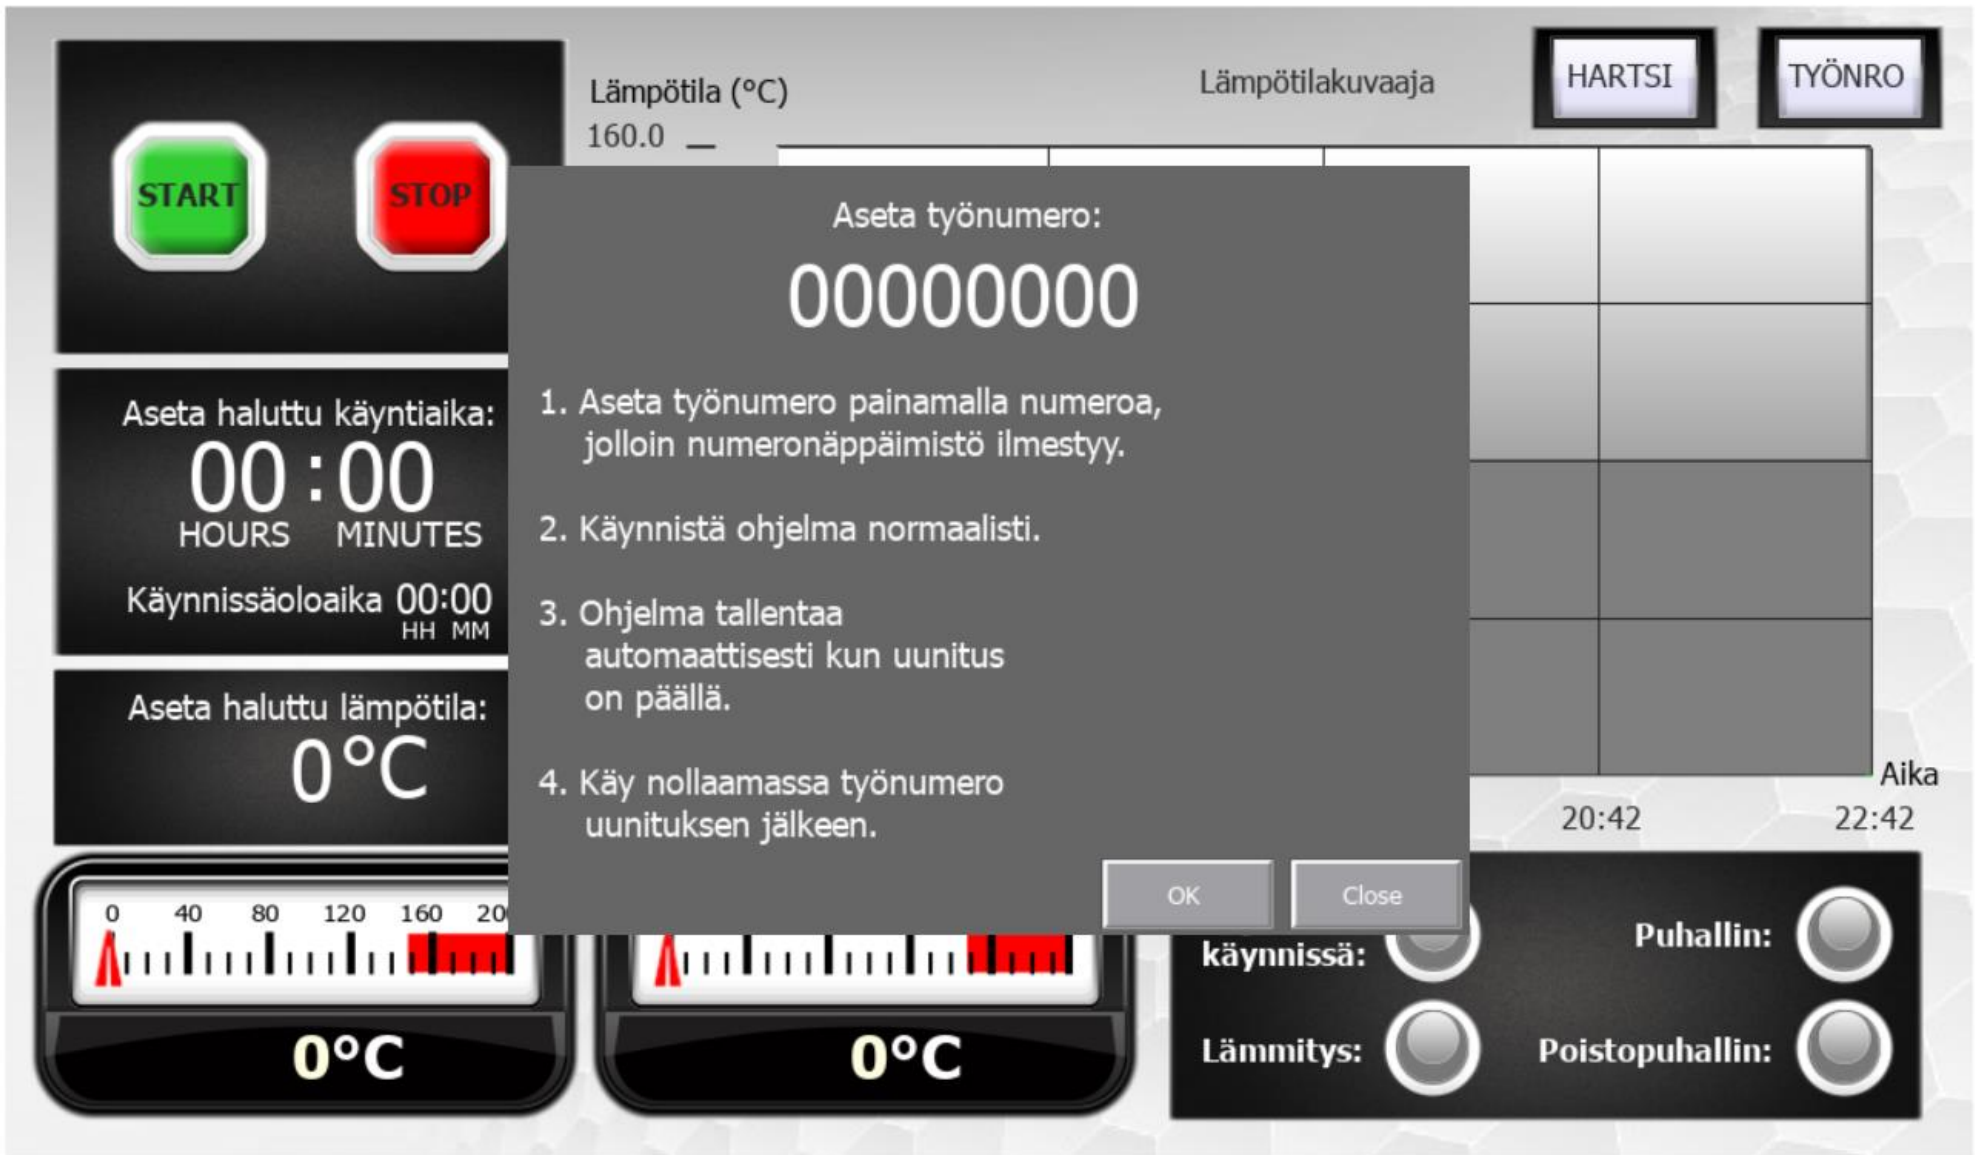 Lämpötila (°C)
Lämpötilakuvaaja
HARTSI
TYÖNRO
160.0
START
STOP
Aseta työnumero:
00000000
1. Aseta työnumero painamalla numeroa,
jolloin numeronäppäimistö ilmestyy.
2. Käynnistä ohjelma normaalisti.
3. Ohjelma tallentaa
automaattisesti kun uunitus
on päällä.
4. Käy nollaamassa työnumero
uunituksen jälkeen.
OK
Close
Aseta haluttu käyntiaika:
00:00
HOURS MINUTES
Käynnissäoloaika 00:00
HH MM
Aseta haluttu lämpötila:
0°C
Aika
20:42
22:42
0 40 80 120 160
0°C
0°C
käynnissä:
Puhallin:
Lämmitys:
Poistopuhallin: